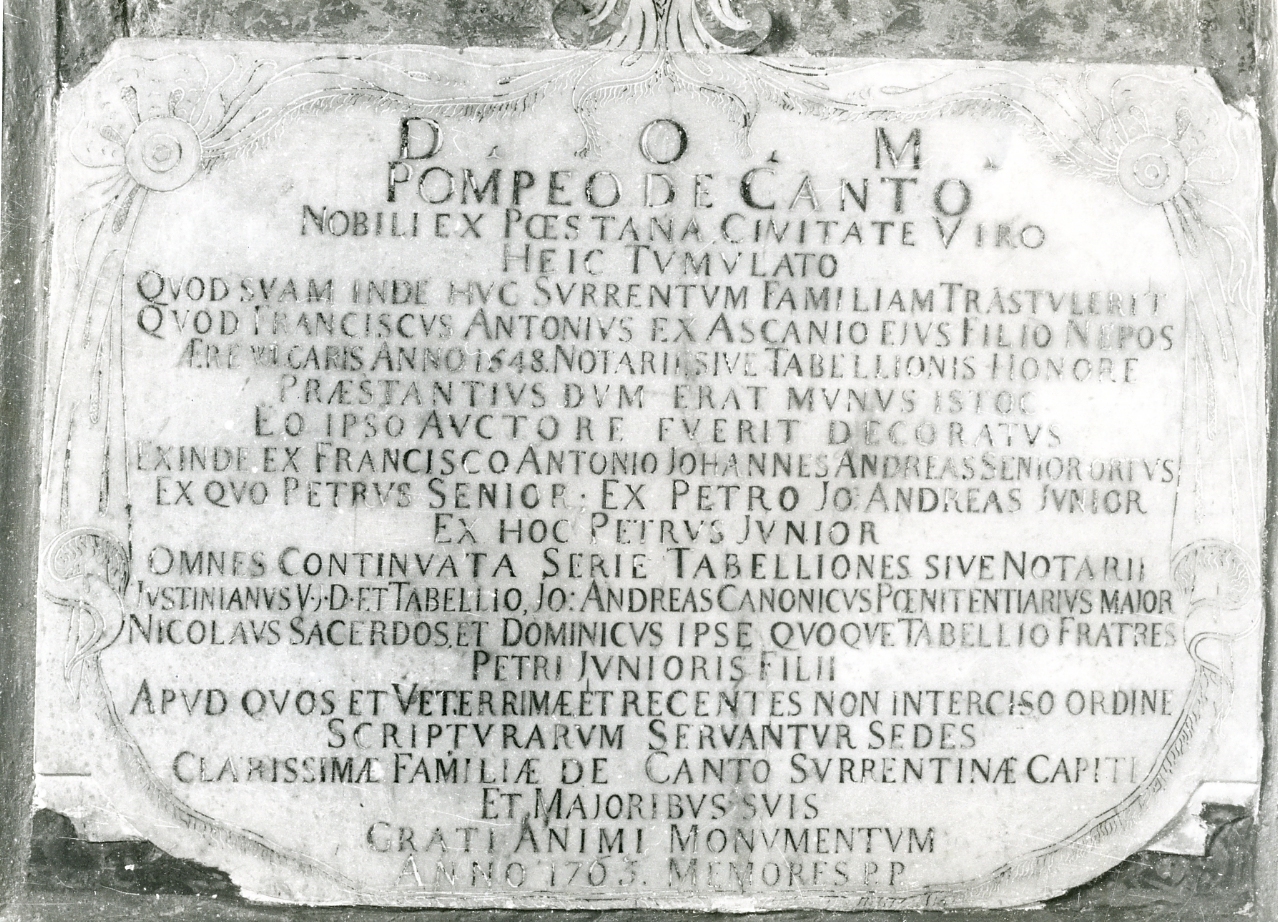 D. O. M.
POMPEO DE CANTO
NOBILI EX PŒSTANA CIVITATE VIRO
HEIC TVMVLATO
QVOD SVAM INDE HVC SVRRENTVM FAMILIAM TRASTVLERIT
QVOD FRANCISCVS ANTONIVS EX ASCANIO EJVS FILIO NEPOS
ÆRE VVLGARIS ANNO 1548. NOTARII SIVE TABELLIONIS HONORE
PRÆSTANTIVS DVM ERAT MVNVS ISTOC
EO IPSO AVCTORE FVERIT DECORATVS
EXINDE EX FRANCISCO ANTONIO JOHANNES ANDREAS SENIOR ORTVS
EX QVO PETRVS SENIOR. EX PETRO JO: ANDREAS JVNIOR
EX HOC PETRVS JVNIOR
OMNES CONTINVATA SERIE TABELLIONES SIVE NOTARII
JVSTINIANVS V.J.D. ET TABELLIO, JO: ANDREAS CANONICVS PŒNITENTIARIVS MAJOR
NICOLAVS SACERDOS, ET DOMINICVS IPSE QVOQVE TABELLIO FRATRES
PETRI JVNIORIS FILII
APVD QVOS ET VETERRIMÆ ET RECENTES NON INTERCISO ORDINE
SCRIPTVRARVM SERVANTVR SEDES
CLARISSIMÆ FAMILIÆ DE CANTO SVRRENTINÆ CAPITI
ET MAJORIBVS SVIS
GRATI ANIMI MONVMENTVM
ANNO 1763. MEMORES P.P.